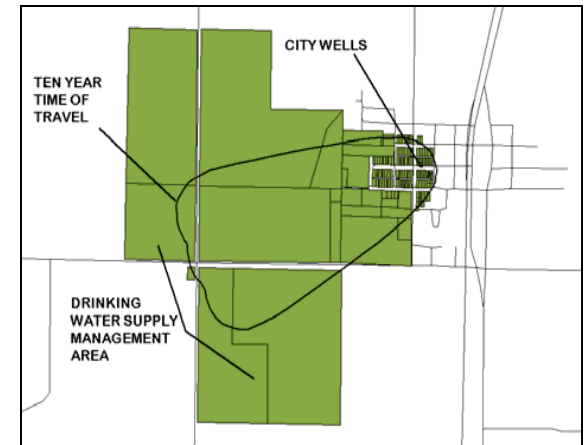 CITY WELLS
TEN YEAR
TIME OF
TRAVEL
DRINKING
WATER SUPPLY
MANAGEMENT
AREA